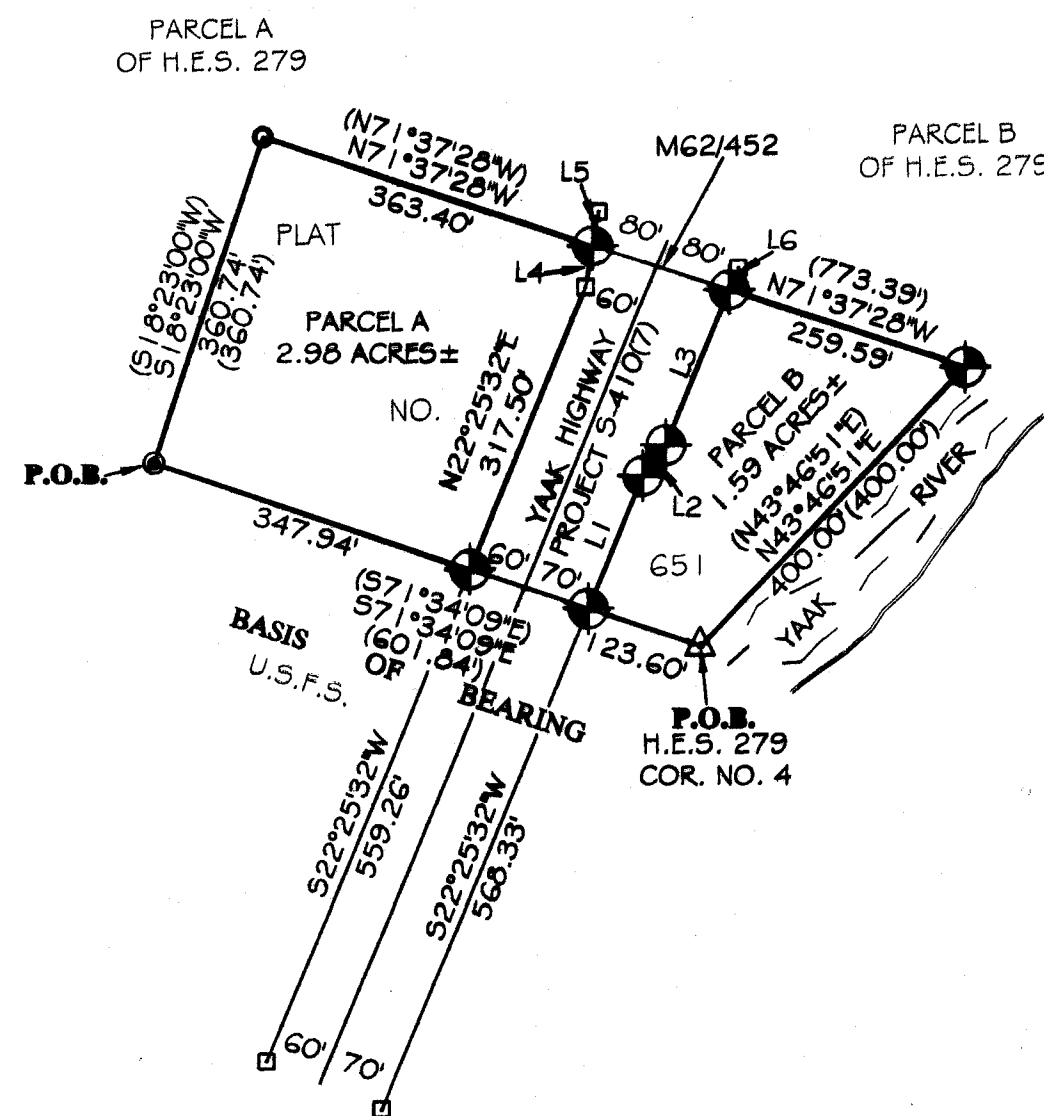 PARCEL A
OF H.E.S. 279
(N71°37'28"W)
N71°37'28"W
363.40'
M62/452
PARCEL B
OF H.E.S. 279
L5
80'
80'
L6
(773.39')
N71°37'28"W
259.59'
PLAT
L4
60'
(S18°23'00"W)
S18°23'00"W
360.74'
(360.74')
PARCEL A
2.98 ACRES±
NO.
N22°25'32"E
317.50'
YAAK HIGHWAY
PROJECT S-410(7)
L3
PARCEL B
1.59 ACRES±
(N43°46'51"E)
N43°46'51"E
400.00'(400.00')
YAAK RIVER
P.O.B.
347.94'
L2
L1
60'
70'
651
(S71°34'09"E)
S71°34'09"E
(601.84')
123.60'
BASIS OF BEARING
U.S.F.S.
P.O.B.
H.E.S. 279
COR. NO. 4
S22°25'32"W
559.26'
S22°25'32"W
568.33'
60'
70'